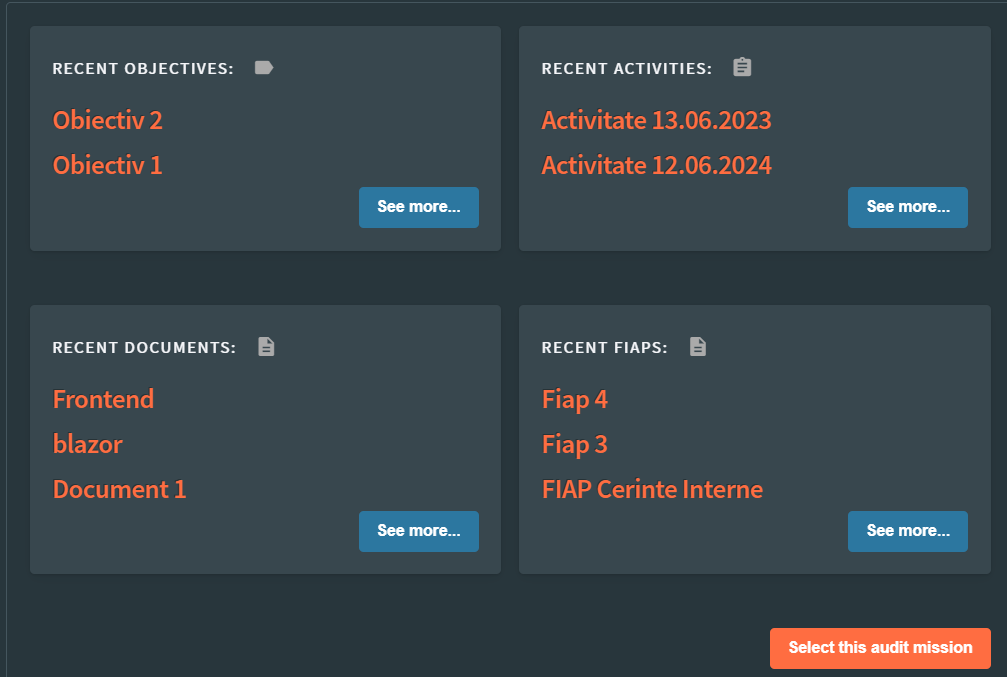 RECENT OBJECTIVES:
Obiectiv 2
Obiectiv 1
See more...
RECENT ACTIVITIES:
Activitate 13.06.2023
Activitate 12.06.2024
See more...
RECENT DOCUMENTS:
Frontend
blazor
Document 1
See more...
RECENT FIAPS:
Fiap 4
Fiap 3
FIAP Cerinte Interne
See more...
Select this audit mission